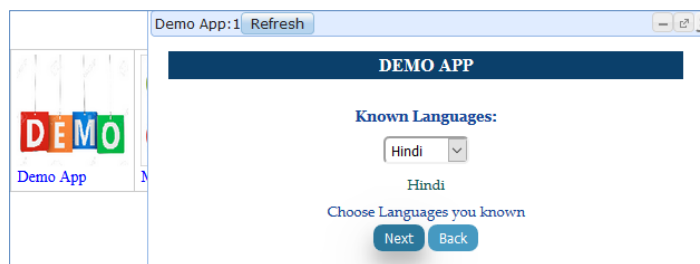 Demo App:1 Refresh
DEMO APP
DEMO
Demo App
Known Languages:
Hindi
Hindi
Choose Languages you known
Next Back